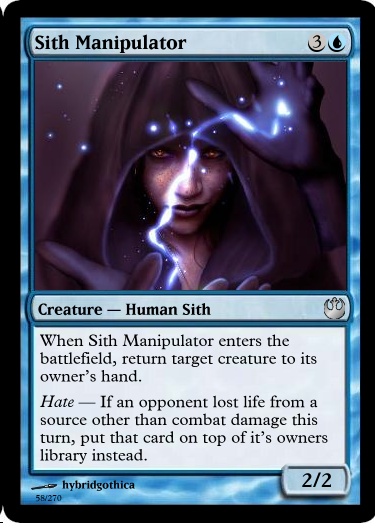 Sith Manipulator 3
Creature — Human Sith
When Sith Manipulator enters the
battlefield, return target creature to its
owner's hand.
Hate — If an opponent lost life from a
source other than combat damage this
turn, put that card on top of it's owners
library instead.
2/2
hybridgothica
58/270